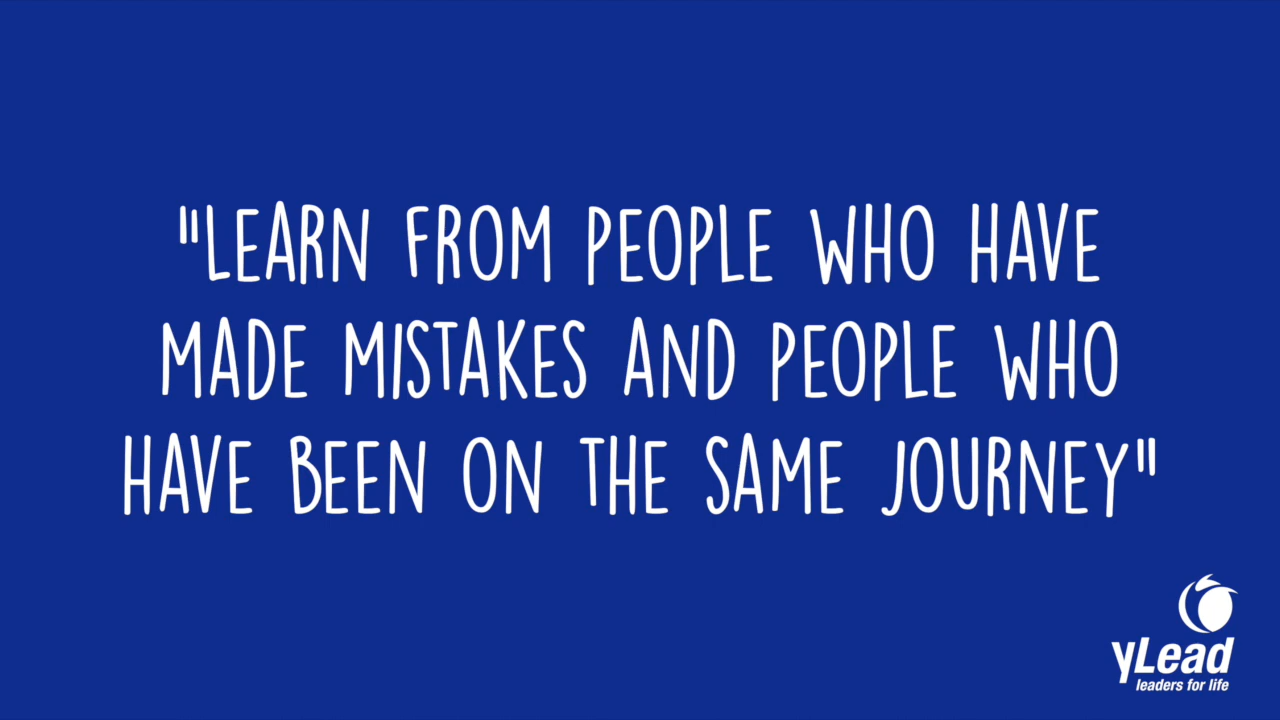 "LEARN FROM PEOPLE WHO HAVE
MADE MISTAKES AND PEOPLE WHO
HAVE BEEN ON THE SAME JOURNEY"
yLead
leaders for life